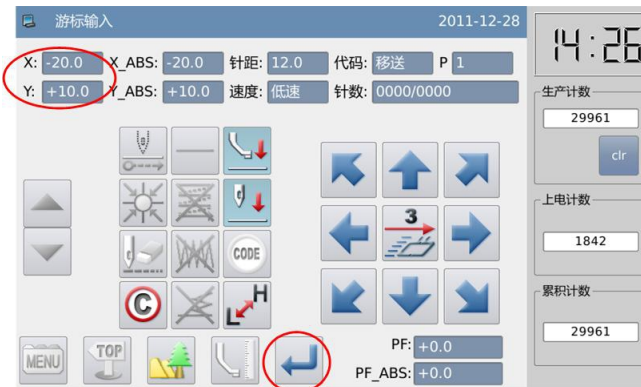 游标输入 2011-12-28
14:26
X: -20.0 X_ABS: -20.0 针距: 12.0 代码: 移送 P 1
Y: +10.0 Y_ABS: +10.0 速度: 低速 针数: 0000/0000
生产计数
29961
clr
上电计数
1842
累积计数
29961
3
CODE
C
L H
MENU
TOP
PF: +0.0
PF_ABS: +0.0